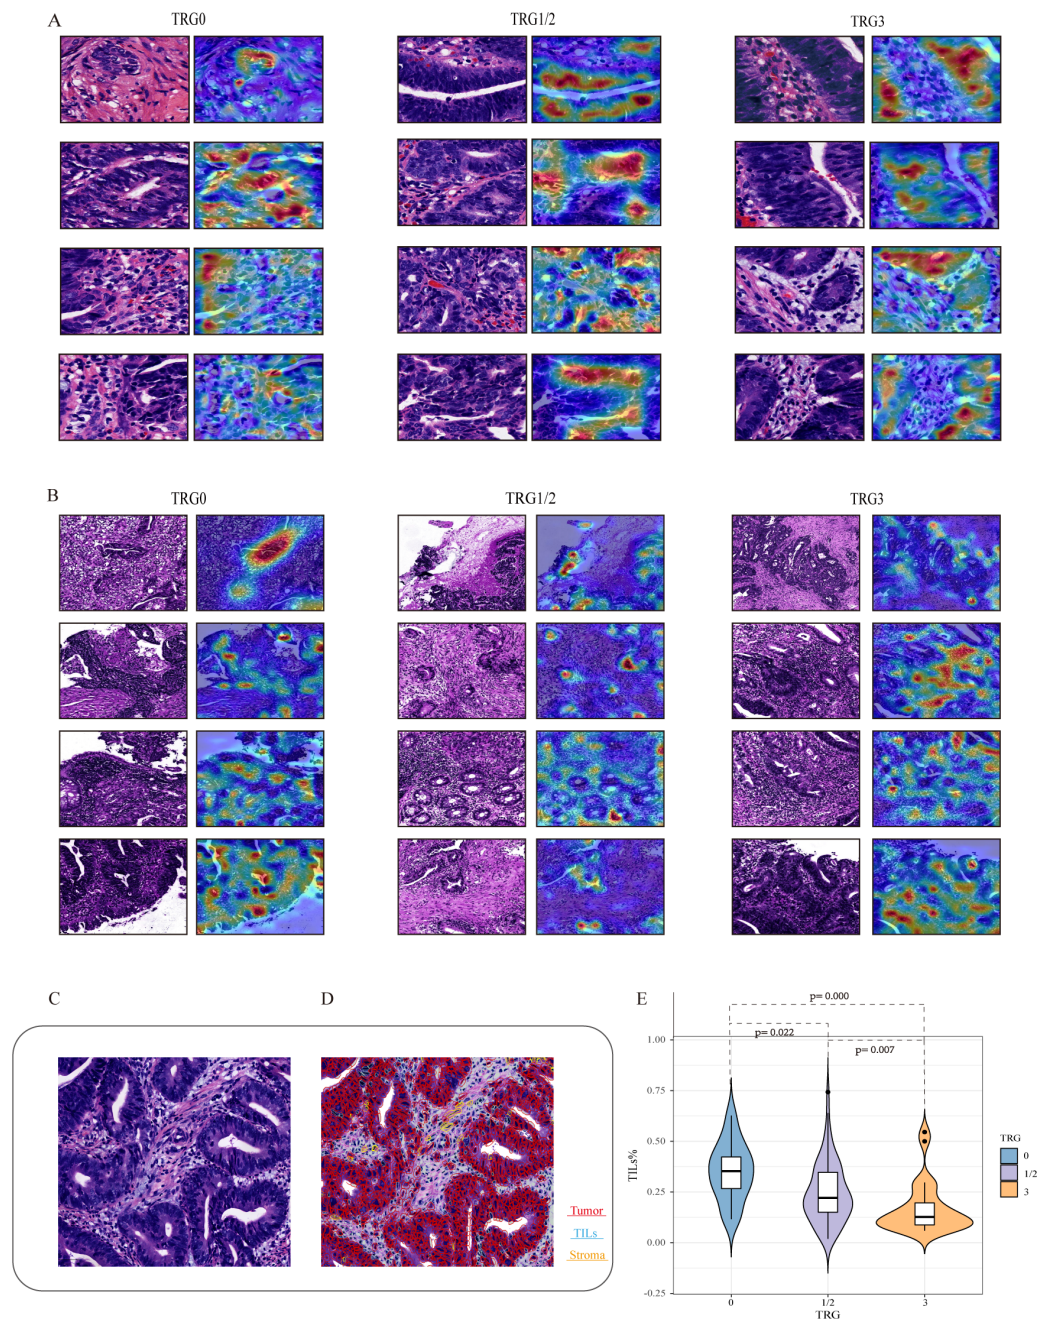 A
TRG0
TRG1/2
TRG3
B
TRG0
TRG1/2
TRG3
C
D
Tumor
TILs
Stroma
E
p= 0.000
p= 0.022
p= 0.007
1.00
0.75
0.50
0.25
0.00
-0.25
TILs%
0
1/2
3
TRG
TRG
0
1/2
3